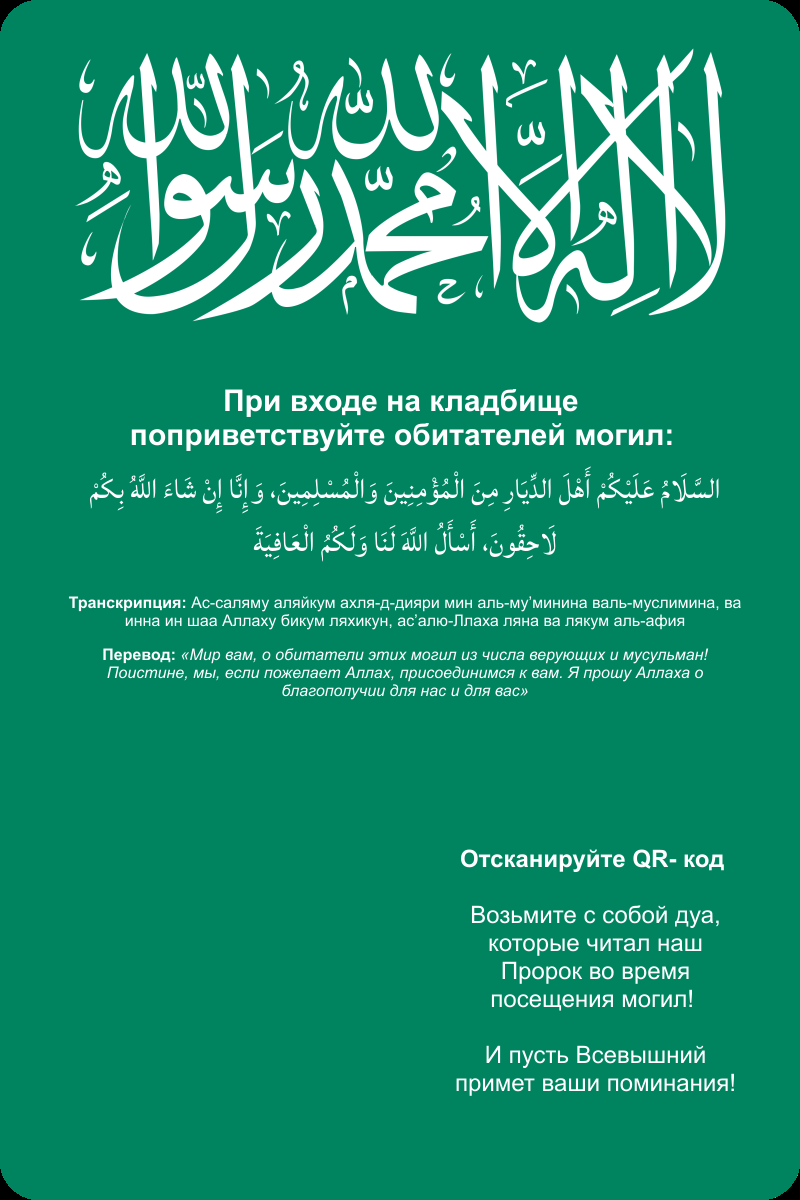 لا إله إلا الله محمد رسول الله
При входе на кладбище
поприветствуйте обитателей могил:
السَّلَامُ عَلَيْكُمْ أَهْلَ الدِّيَارِ مِنَ الْمُؤْمِنِينَ وَالْمُسْلِمِينَ، وَإِنَّا إِنْ شَاءَ اللَّهُ بِكُمْ
لَاحِقُونَ، أَسْأَلُ اللَّهَ لَنَا وَلَكُمُ الْعَافِيَةَ
Транскрипция: Ас-саляму аляйкум ахля-д-дияри мин аль-му’минина валь-муслимина, ва
инна ин шаа Аллаху бикум ляхикун, ас’алю-Ллаха ляна ва лякум аль-афия
Перевод: «Мир вам, о обитатели этих могил из числа верующих и мусульман!
Поистине, мы, если пожелает Аллах, присоединимся к вам. Я прошу Аллаха о
благополучии для нас и для вас»
Отсканируйте QR- код
Возьмите с собой дуа,
которые читал наш
Пророк во время
посещения могил!
И пусть Всевышний
примет ваши поминания!